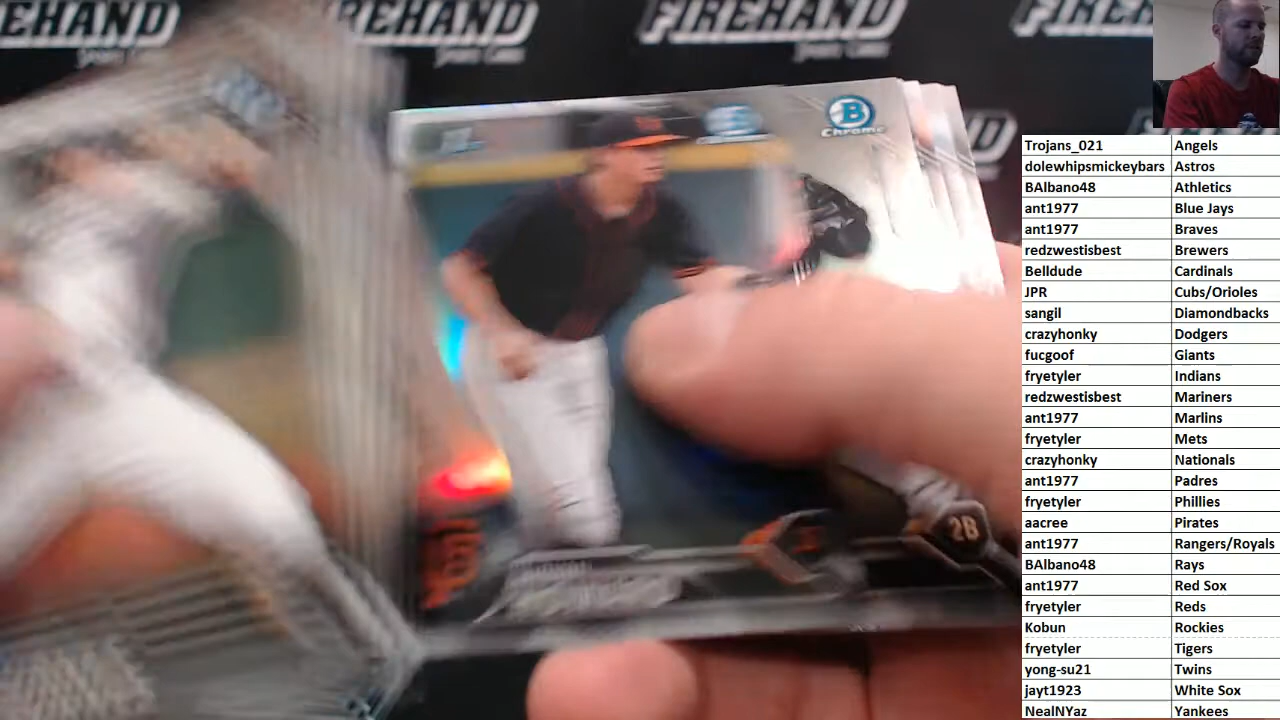 FIREHAND
SPORTS CARDS
B
Chrome
28
Trojans_021 Angels
dolewhipsmickeybars Astros
BAlbano48 Athletics
ant1977 Blue Jays
ant1977 Braves
redzwestisbest Brewers
Belldude Cardinals
JPR Cubs/Orioles
sangil Diamondbacks
crazyhonky Dodgers
fucgoof Giants
fryetyler Indians
redzwestisbest Mariners
ant1977 Marlins
fryetyler Mets
crazyhonky Nationals
ant1977 Padres
fryetyler Phillies
aacree Pirates
ant1977 Rangers/Royals
BAlbano48 Rays
ant1977 Red Sox
fryetyler Reds
Kobun Rockies
fryetyler Tigers
yong-su21 Twins
jayt1923 White Sox
NealNYaz Yankees